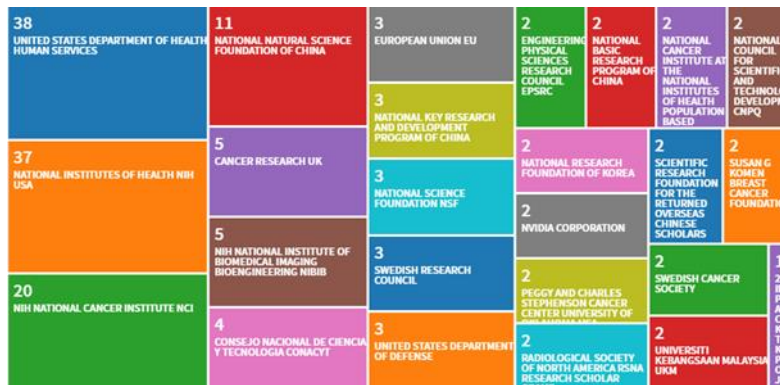 38
UNITED STATES DEPARTMENT OF HEALTH
HUMAN SERVICES
37
NATIONAL INSTITUTES OF HEALTH NIH
USA
20
NIH NATIONAL CANCER INSTITUTE NCI
11
NATIONAL NATURAL SCIENCE
FOUNDATION OF CHINA
5
CANCER RESEARCH UK
5
NIH NATIONAL INSTITUTE OF
BIOMEDICAL IMAGING
BIOENGINEERING NIBIB
4
CONSEJO NACIONAL DE CIENCIA
Y TECNOLOGIA CONACYT
3
EUROPEAN UNION EU
3
NATIONAL KEY RESEARCH
AND DEVELOPMENT
PROGRAM OF CHINA
3
NATIONAL SCIENCE
FOUNDATION NSF
3
SWEDISH RESEARCH
COUNCIL
3
UNITED STATES DEPARTMENT
OF DEFENSE
2
ENGINEERING
PHYSICAL
SCIENCES
RESEARCH
COUNCIL
EPSRC
2
NATIONAL
BASIC
RESEARCH
PROGRAM OF
CHINA
2
NATIONAL
CANCER
INSTITUTE AT
THE
NATIONAL
INSTITUTES
OF HEALTH
POPULATION
BASED
2
NATIONAL
COUNCIL
FOR
SCIENTIFI
AND
TECHNOLO
DEVELOPM
CNPQ
2
NATIONAL RESEARCH
FOUNDATION OF KOREA
2
NVIDIA CORPORATION
2
PEGGY AND CHARLES
STEPHENSON CANCER
CENTER UNIVERSITY OF
2
RADIOLOGICAL SOCIETY
OF NORTH AMERICA RSNA
RESEARCH SCHOLAR
2
SCIENTIFIC
RESEARCH
FOUNDATION
FOR THE
RETURNED
OVERSEAS
CHINESE
SCHOLARS
2
SUSAN G
KOMEN
BREAST
CANCER
FOUNDATIO
2
SWEDISH CANCER
SOCIETY
2
UNIVERSITI
KEBANGSAAN MALAYSIA
UKM